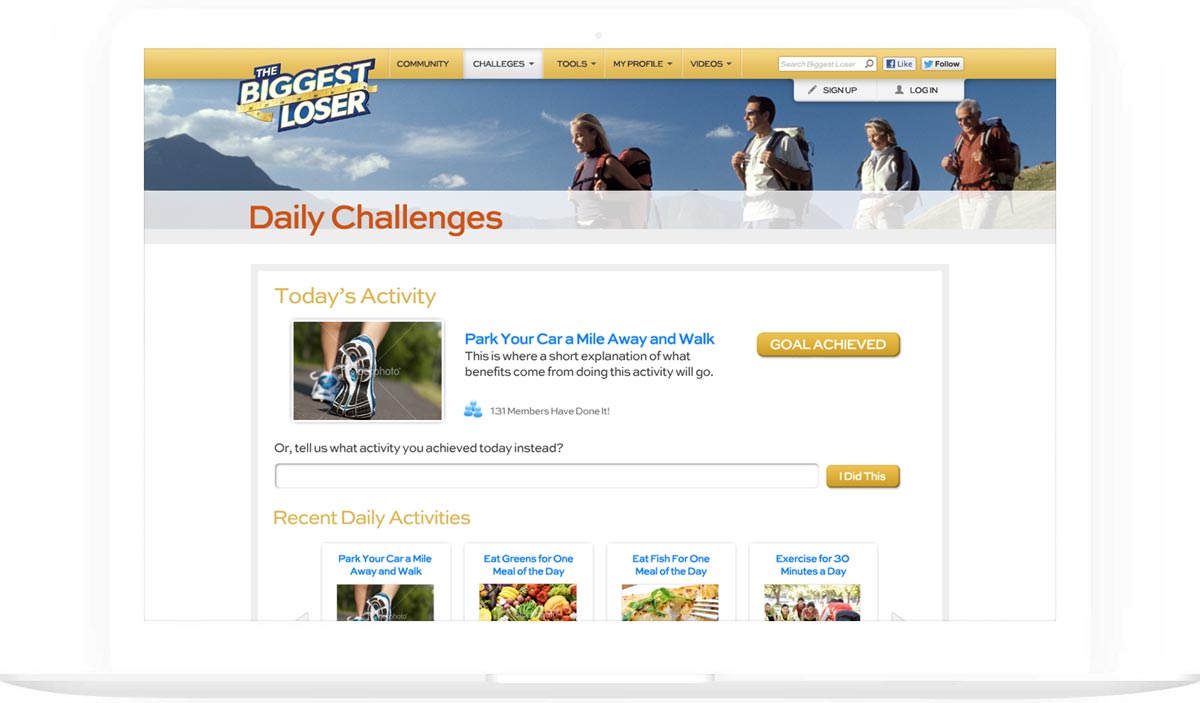 THE
BIGGEST
LOSER
COMMUNITY
CHALLEGES
TOOLS
MY PROFILE
VIDEOS
Search Biggest Loser
Like
Follow
SIGN UP
LOG IN
Daily Challenges
Today's Activity
Park Your Car a Mile Away and Walk
This is where a short explanation of what
benefits come from doing this activity will go.
GOAL ACHIEVED
131 Members Have Done It!
Or, tell us what activity you achieved today instead?
I Did This
Recent Daily Activities
Park Your Car a Mile
Away and Walk
Eat Greens for One
Meal of the Day
Eat Fish For One
Meal of the Day
Exercise for 30
Minutes a Day